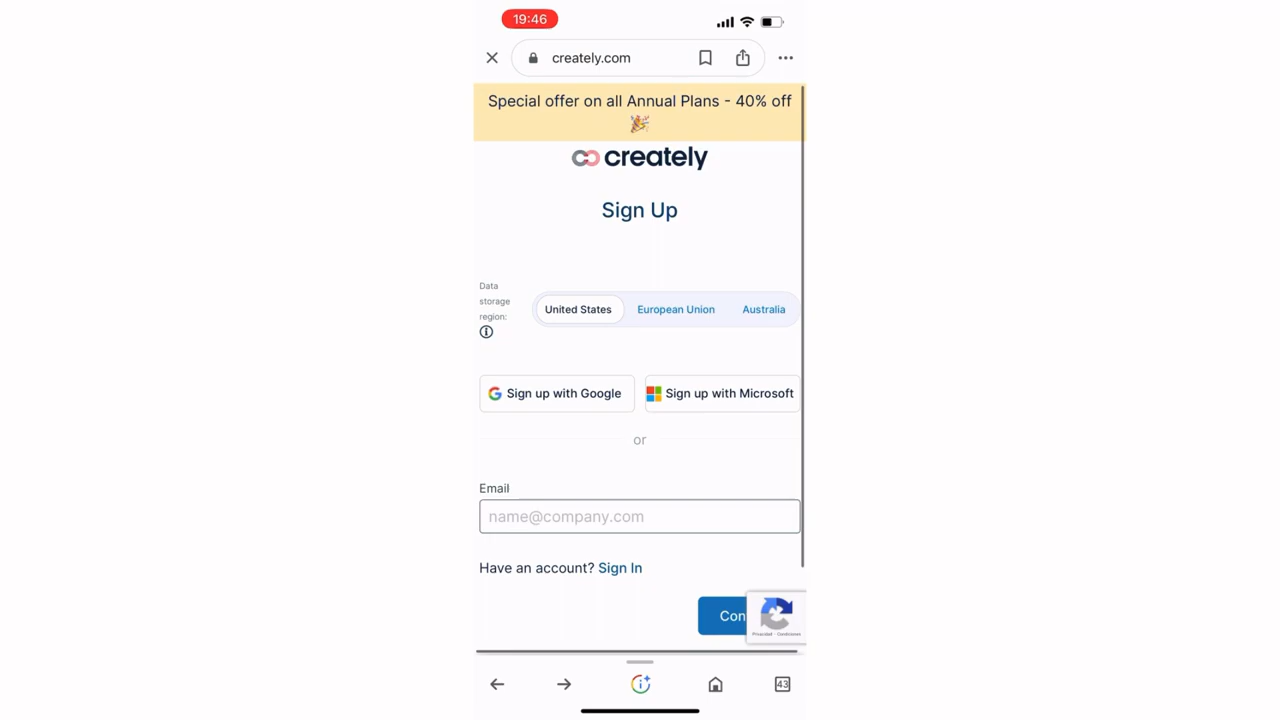 19:46
creately.com
Special offer on all Annual Plans - 40% off
🎉
creately
Sign Up
Data
storage
region:
United States
European Union
Australia
Sign up with Google
Sign up with Microsoft
or
Email
name@company.com
Have an account? Sign In
Con
Privacidad - Condiciones
43